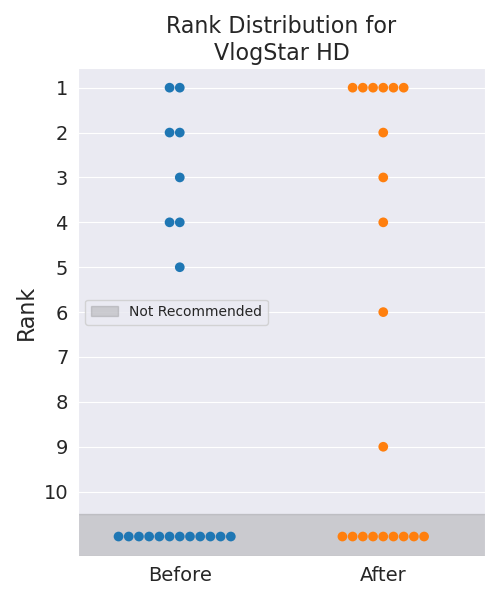 Rank Distribution for
VlogStar HD
Rank
1
2
3
4
5
6
7
8
9
10
Not Recommended
Before
After